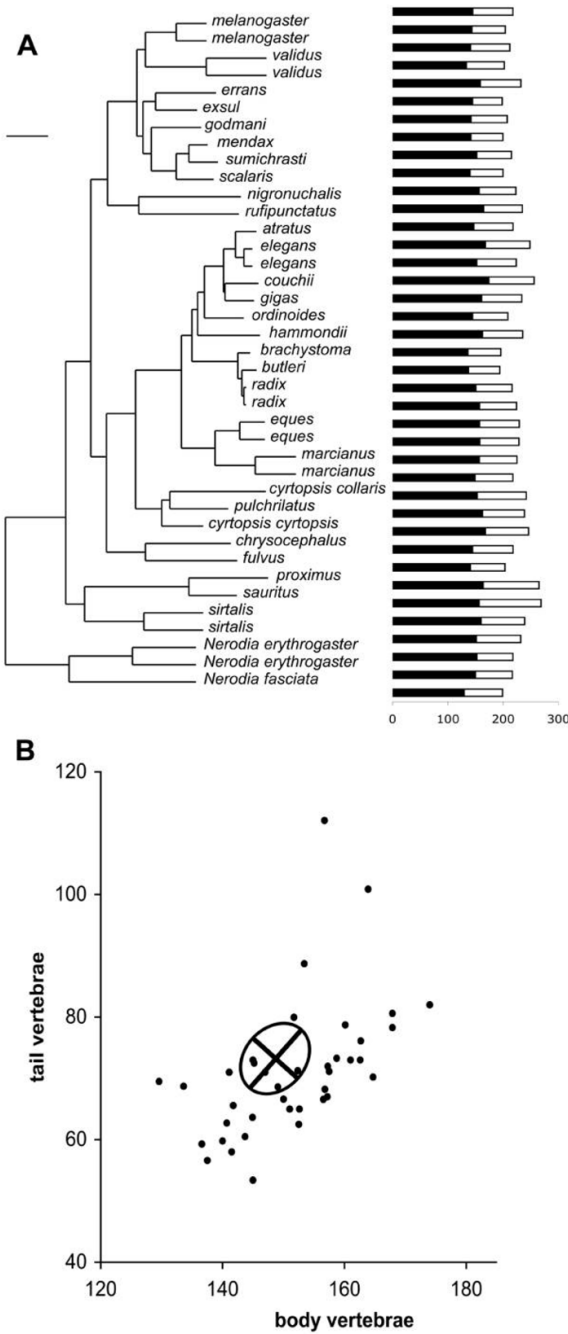 A
melanogaster
melanogaster
validus
validus
errans
exsul
godmani
mendax
sumichrasti
scalaris
nigronuchalis
rufipunctatus
atratus
elegans
elegans
couchii
gigas
ordinoides
hammondii
brachystoma
butleri
radix
radix
eques
eques
marcianus
marcianus
cyrtopsis collaris
pulchrilatus
cyrtopsis cyrtopsis
chrysocephalus
fulvus
proximus
sauritus
sirtalis
sirtalis
Nerodia erythrogaster
Nerodia erythrogaster
Nerodia fasciata
0 100 200 300
B
120
100
80
60
40
tail vertebrae
120 140 160 180
body vertebrae